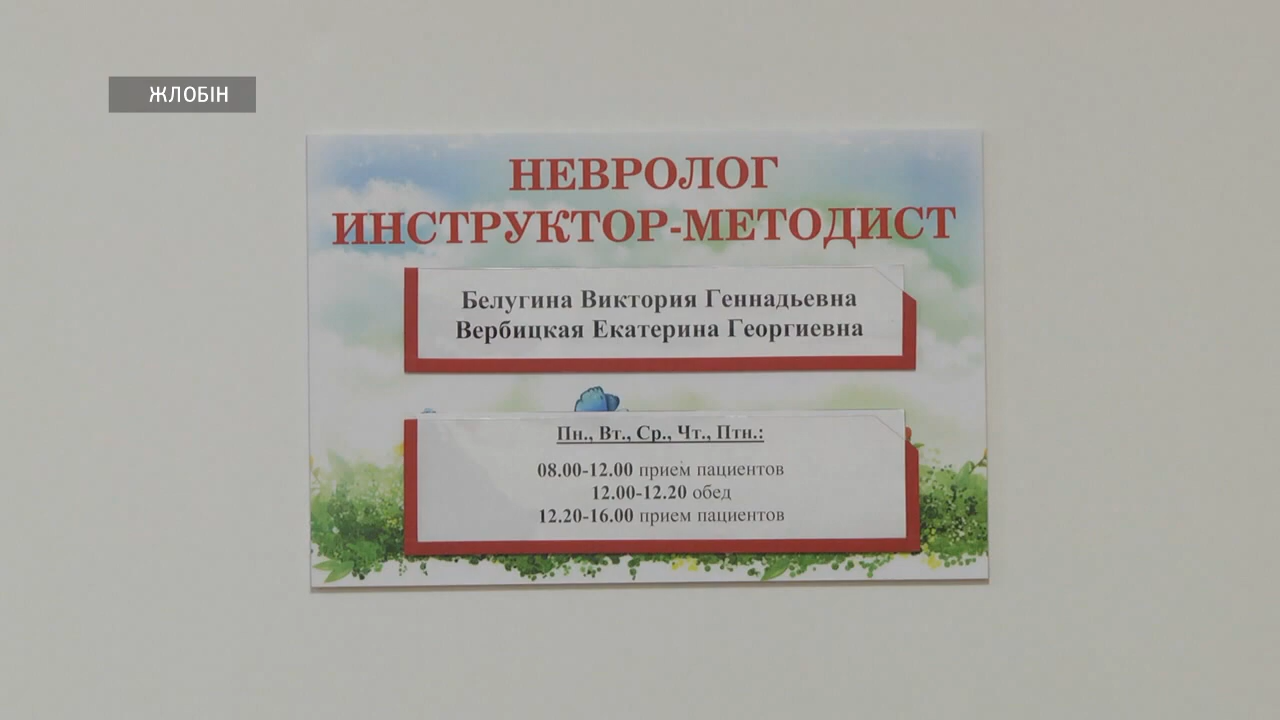 ЖЛОБІН
НЕВРОЛОГ
ИНСТРУКТОР-МЕТОДИСТ
Белугина Виктория Геннадьевна
Вербицкая Екатерина Георгиевна
Пн., Вт., Ср., Чт., Птн.:
08.00-12.00 прием пациентов
12.00-12.20 обед
12.20-16.00 прием пациентов